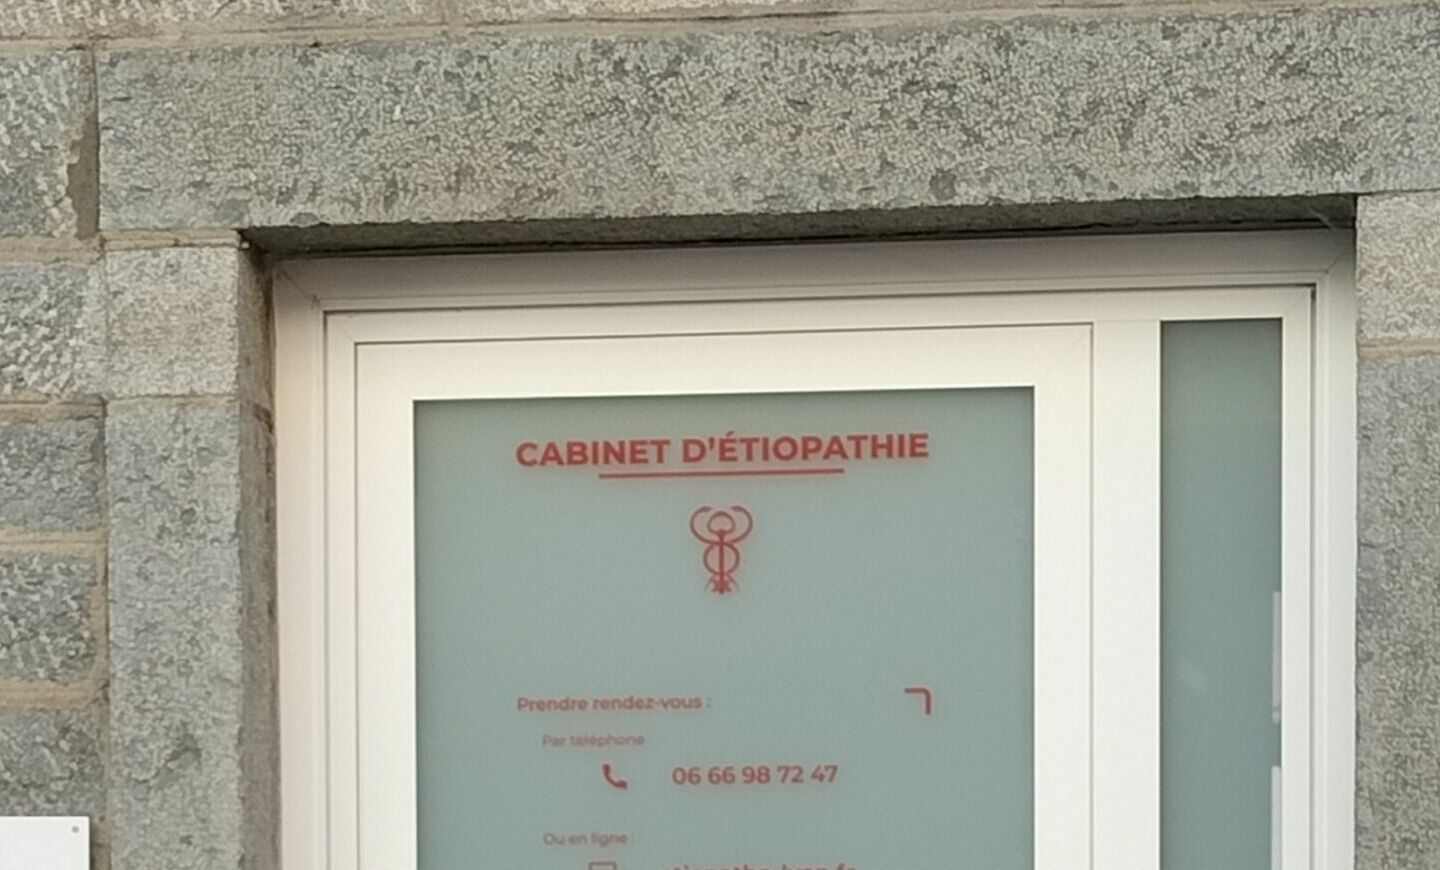 CABINET D'ÉTIOPATHIE
Prendre rendez-vous :
Par téléphone
06 66 98 72 47
Ou en ligne :